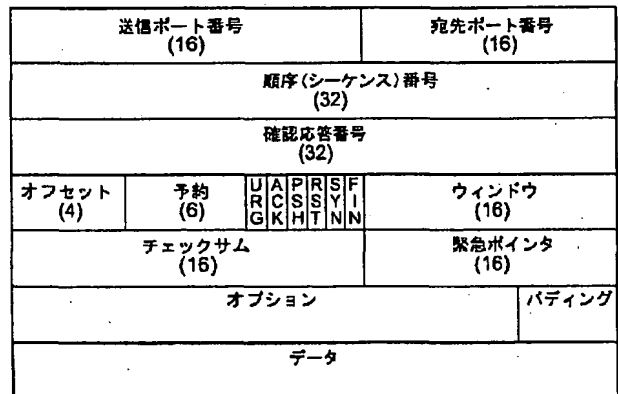 送信ポート番号
(16)
宛先ポート番号
(16)
順序(シーケンス)番号
(32)
確認応答番号
(32)
オフセット
(4)
予約
(6)
URG
ACK
PSH
RST
SYN
FIN
ウィンドウ
(16)
チェックサム
(16)
緊急ポインタ
(16)
オプション
パディング
データ